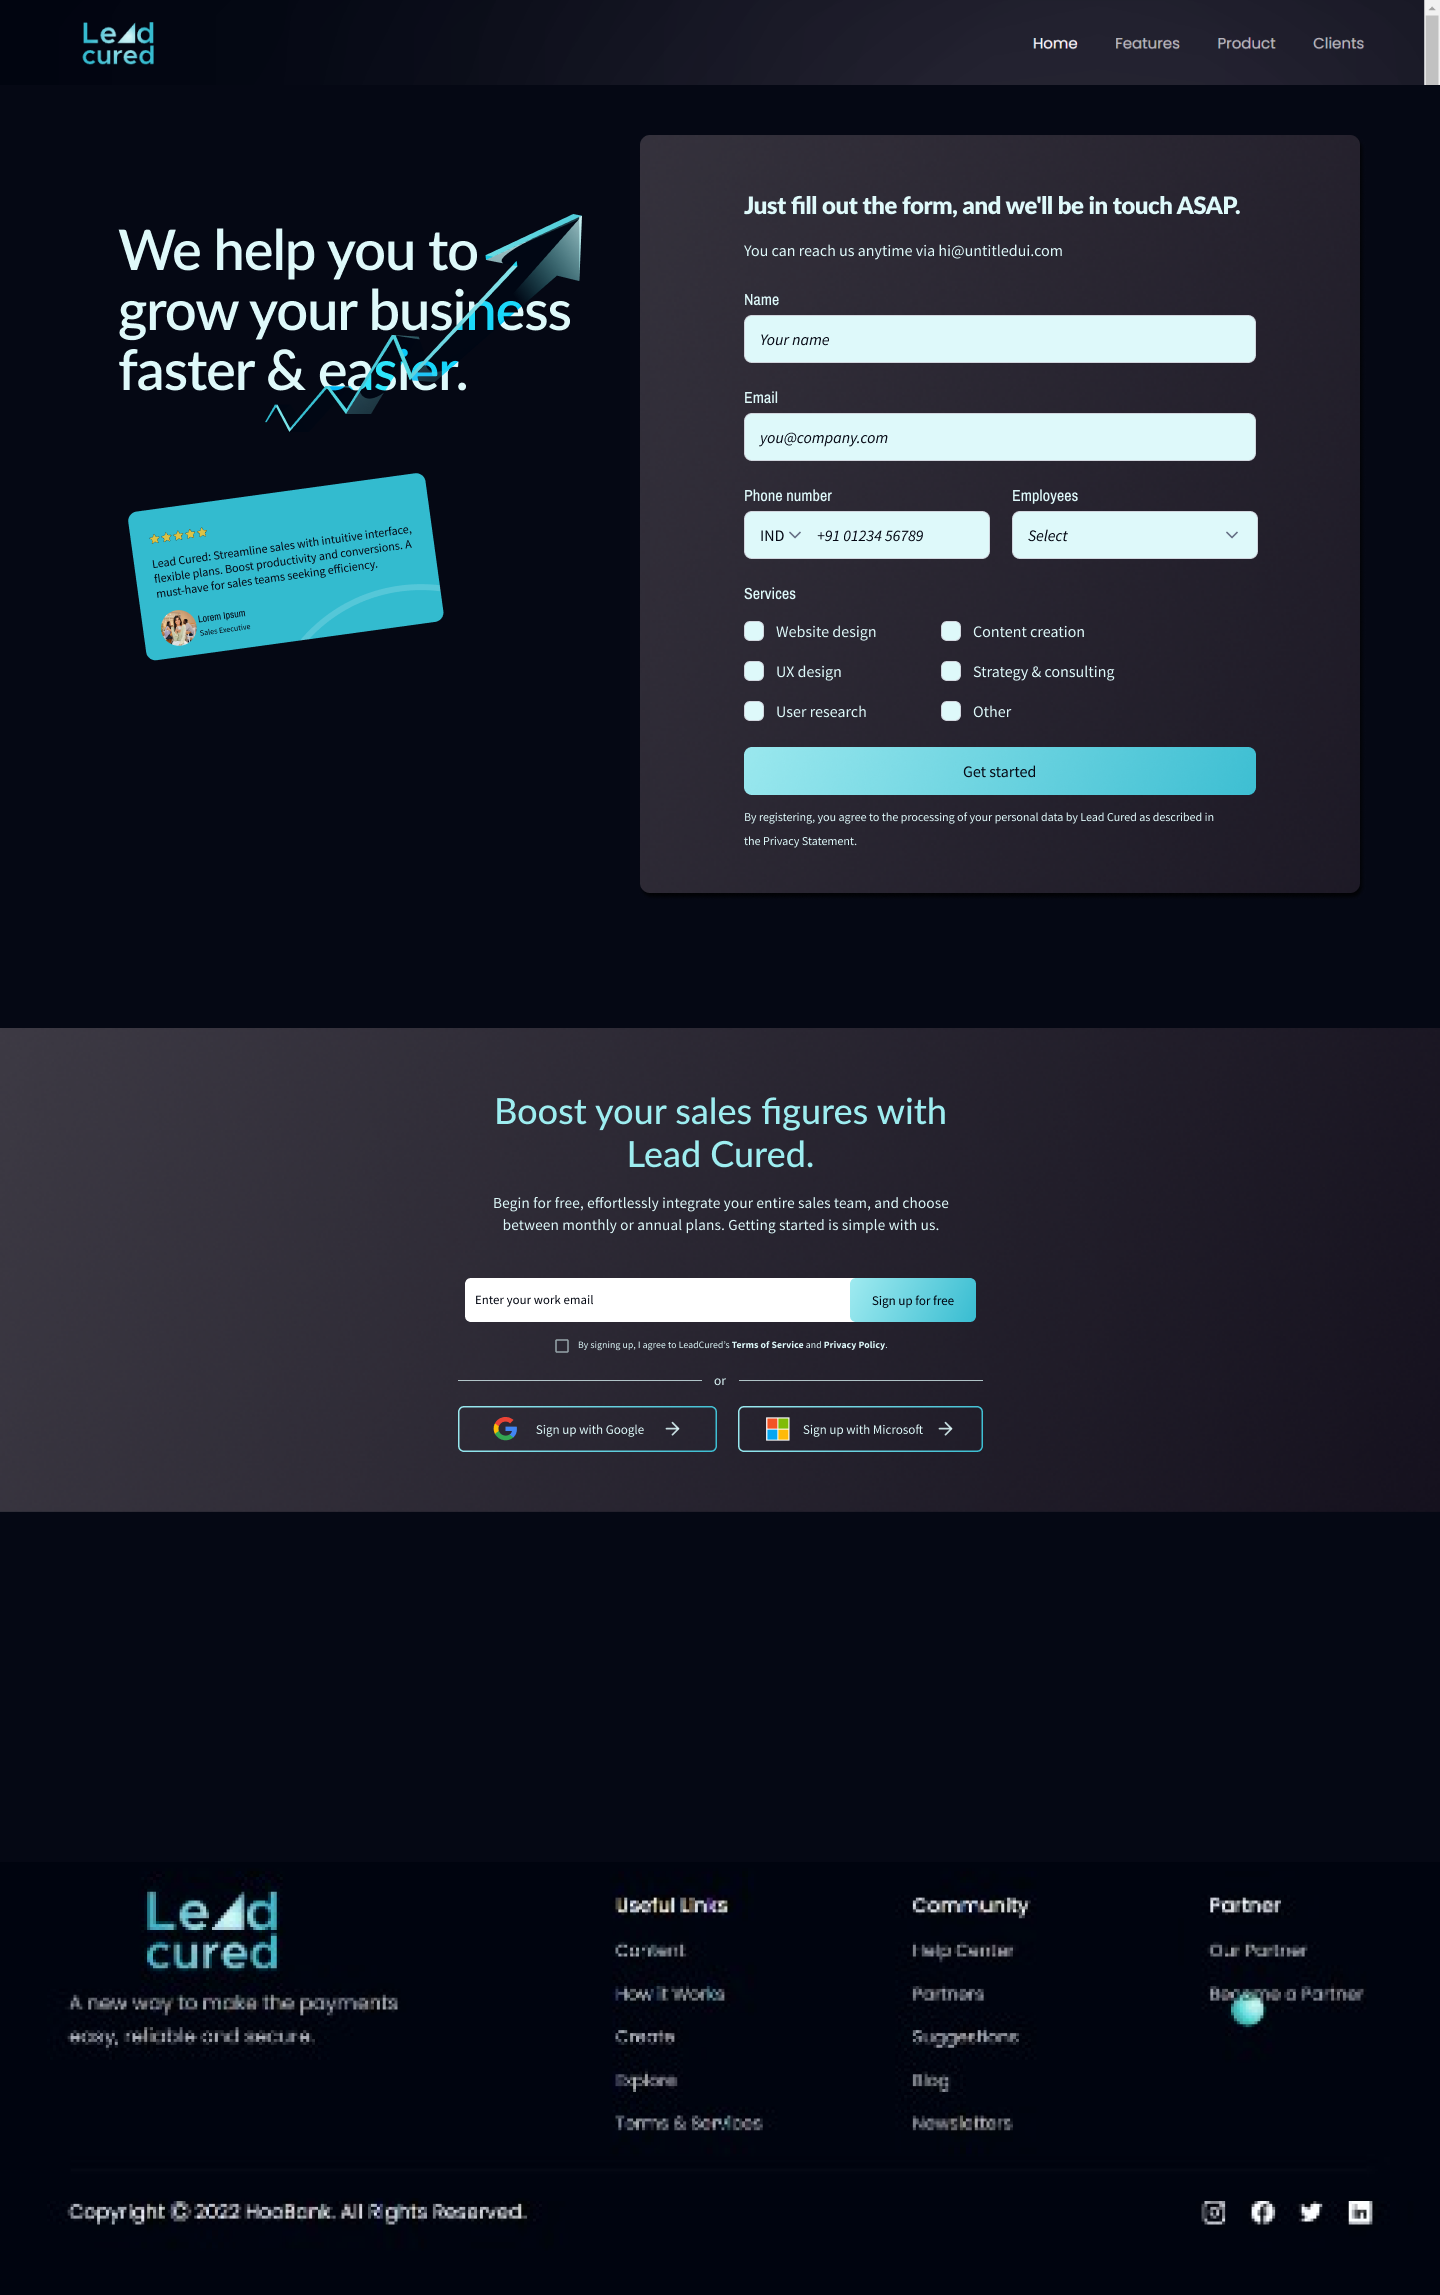 Lead
cured
Home Features Product Clients
We help you to
grow your business
faster & easier.
Lead Cured: Streamline sales with intuitive interface,
flexible plans. Boost productivity and conversions. A
must-have for sales teams seeking efficiency.
Lorem Ipsum
Sales Executive
Just fill out the form, and we'll be in touch ASAP.
You can reach us anytime via hi@untitledui.com
Name
Your name
Email
you@company.com
Phone number Employees
IND +91 01234 56789 Select
Services
Website design Content creation
UX design Strategy & consulting
User research Other
Get started
By registering, you agree to the processing of your personal data by Lead Cured as described in
the Privacy Statement.
Boost your sales figures with
Lead Cured.
Begin for free, effortlessly integrate your entire sales team, and choose
between monthly or annual plans. Getting started is simple with us.
Enter your work email Sign up for free
By signing up, I agree to LeadCured's Terms of Service and Privacy Policy.
or
Sign up with Google Sign up with Microsoft
Lead
cured
A new way to make the payments
easy, reliable and secure.
Useful Links Community Partner
Content Help Center Our Partner
How it Works Partners Become a Partner
Create Suggestions
Explore Blog
Terms & Services Newsletters
Copyright © 2022 HooBank. All Rights Reserved.